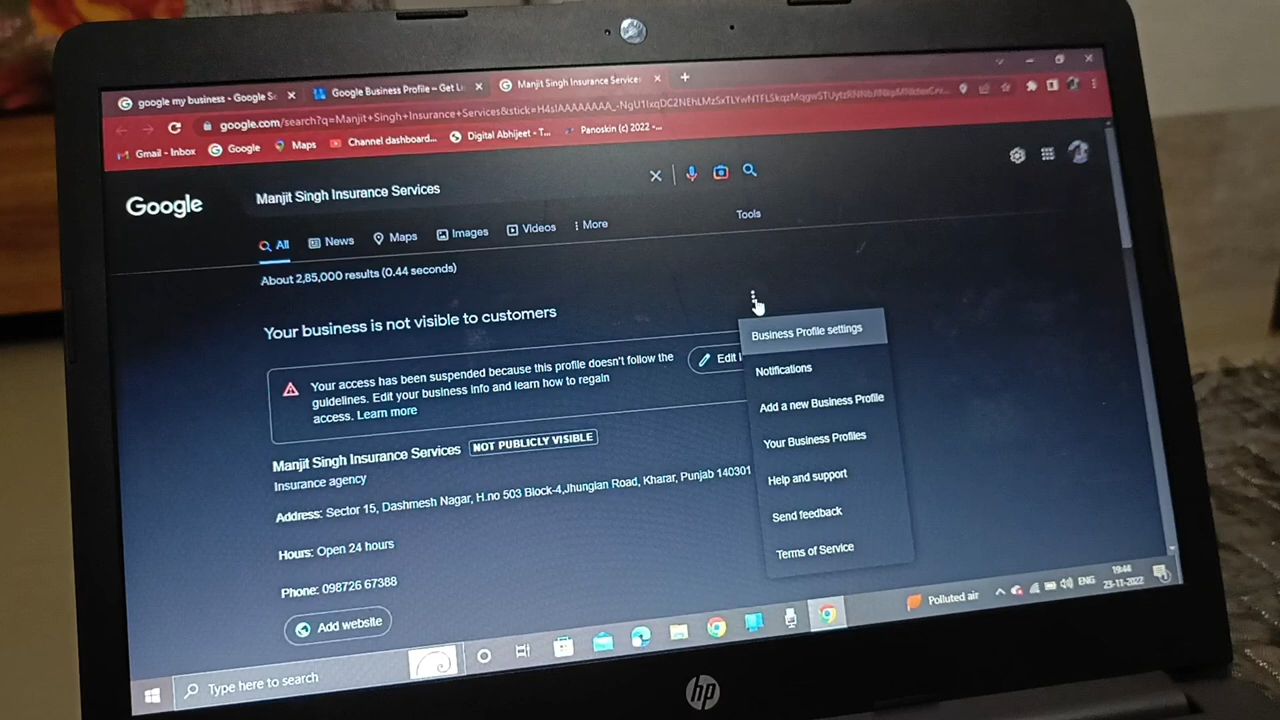 google my business - Google Se
Google Business Profile – Get Li
Manjit Singh Insurance Services
google.com/search?q=Manjit+Singh+Insurance+Services&stick=
Gmail - Inbox
Google
Maps
Channel dashboard...
Digital Abhijeet - T...
Panoskin (c) 2022 -...
Google
Manjit Singh Insurance Services
All
News
Maps
Images
Videos
More
Tools
About 2,85,000 results (0.44 seconds)
Your business is not visible to customers
Your access has been suspended because this profile doesn't follow the
guidelines. Edit your business info and learn how to regain
access. Learn more
Edit
Business Profile settings
Notifications
Add a new Business Profile
Your Business Profiles
Help and support
Send feedback
Terms of Service
Manjit Singh Insurance Services NOT PUBLICLY VISIBLE
Insurance agency
Address: Sector 15, Dashmesh Nagar, H.no 503 Block-4,Jhungian Road, Kharar, Punjab 140301
Hours: Open 24 hours
Phone: 098726 67388
Add website
Type here to search
Polluted air
ENG
19:44
23-11-2022
hp